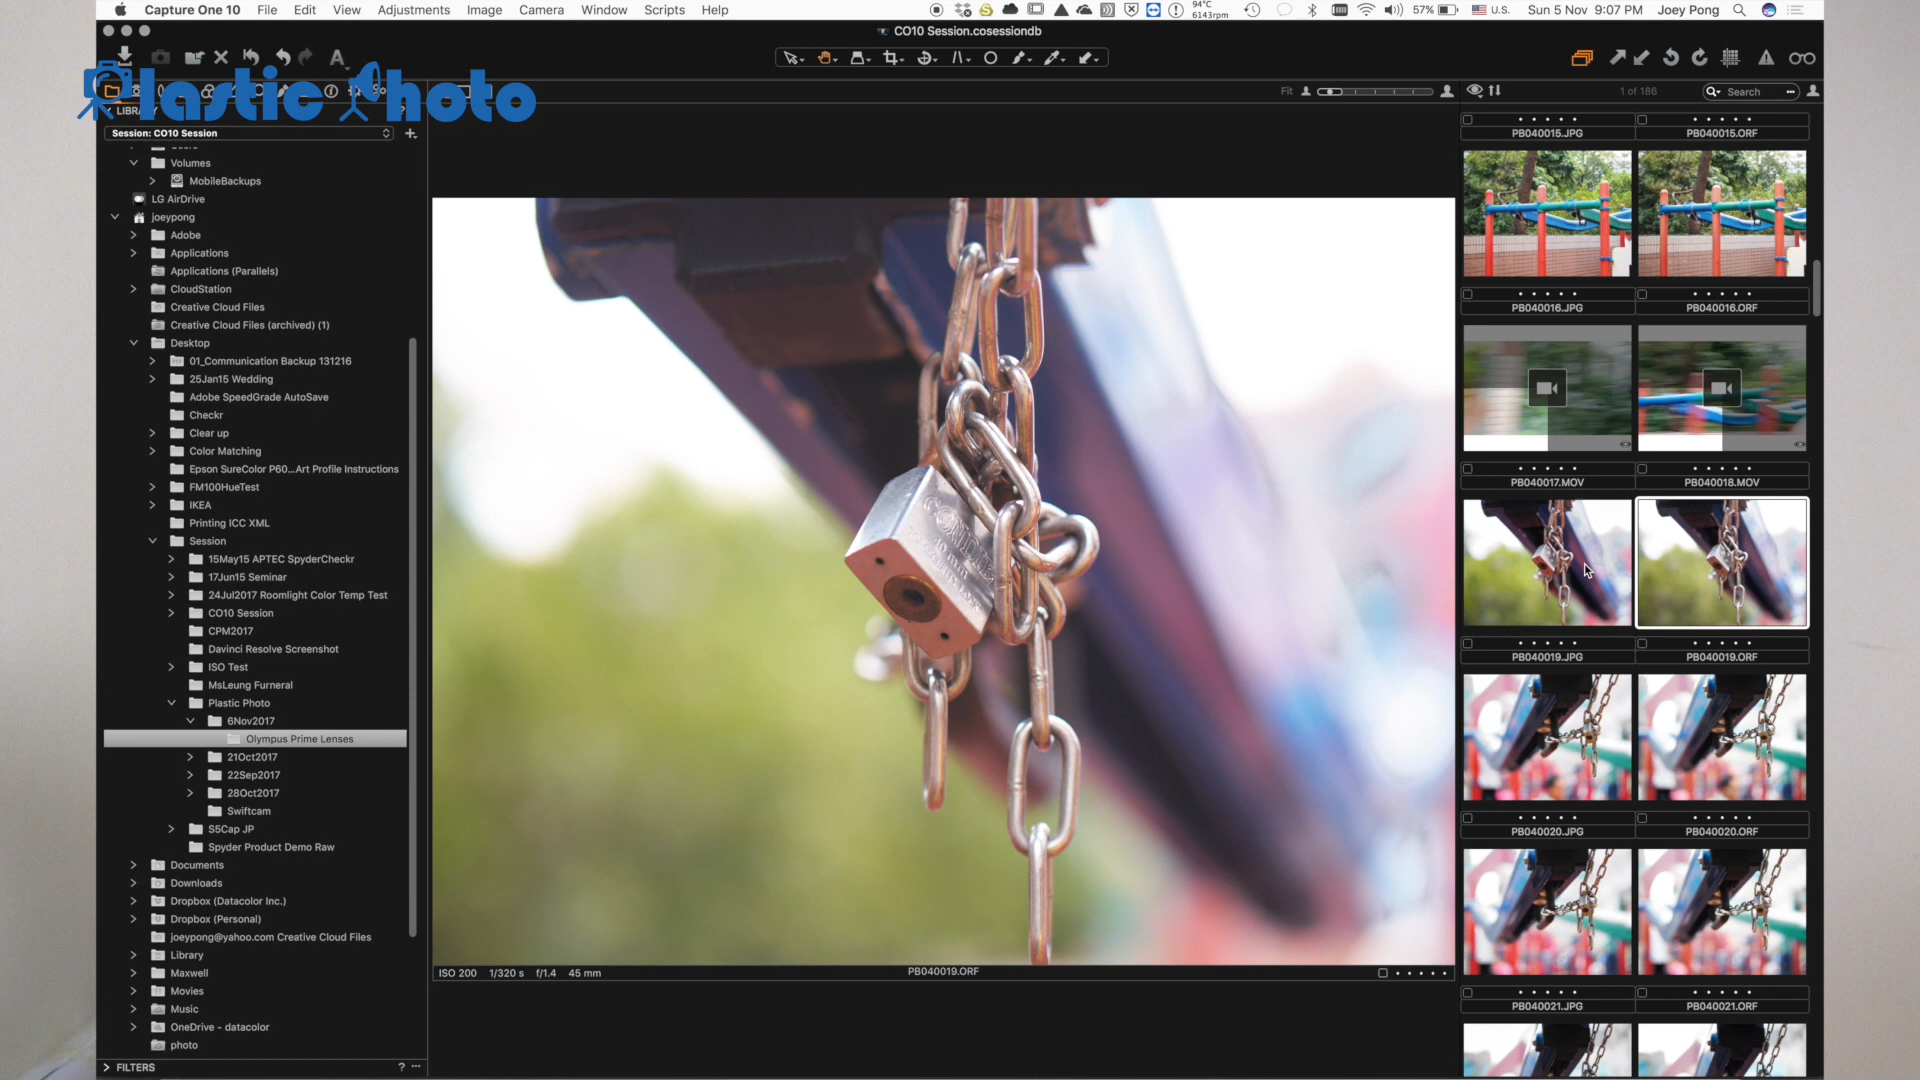 Capture One 10 File Edit View Adjustments Image Camera Window Scripts Help
94°C
6143rpm
57%
U.S.
Sun 5 Nov 9:07 PM
Joey Pong
CO10 Session.cosessiondb
Plastic Photo
Fit
1 of 186
Search
LIBRARY
Session: CO10 Session
Volumes
MobileBackups
LG AirDrive
joeypong
Adobe
Applications
Applications (Parallels)
CloudStation
Creative Cloud Files
Creative Cloud Files (archived) (1)
Desktop
01_Communication Backup 131216
25Jan15 Wedding
Adobe SpeedGrade AutoSave
Checkr
Clear up
Color Matching
Epson SureColor P60...Art Profile Instructions
FM100HueTest
IKEA
Printing ICC XML
Session
15May15 APTEC SpyderCheckr
17Jun15 Seminar
24Jul2017 Roomlight Color Temp Test
CO10 Session
CPM2017
Davinci Resolve Screenshot
ISO Test
MsLeung Furneral
Plastic Photo
6Nov2017
Olympus Prime Lenses
21Oct2017
22Sep2017
28Oct2017
Swiftcam
S5Cap JP
Spyder Product Demo Raw
Documents
Downloads
Dropbox (Datacolor Inc.)
Dropbox (Personal)
joeypong@yahoo.com Creative Cloud Files
Library
Maxwell
Movies
Music
OneDrive - datacolor
photo
FILTERS
? ...
ISO 200 1/320 s f/1.4 45 mm
PB040019.ORF
PB040015.JPG
PB040015.ORF
PB040016.JPG
PB040016.ORF
PB040017.MOV
PB040018.MOV
PB040019.JPG
PB040019.ORF
PB040020.JPG
PB040020.ORF
PB040021.JPG
PB040021.ORF